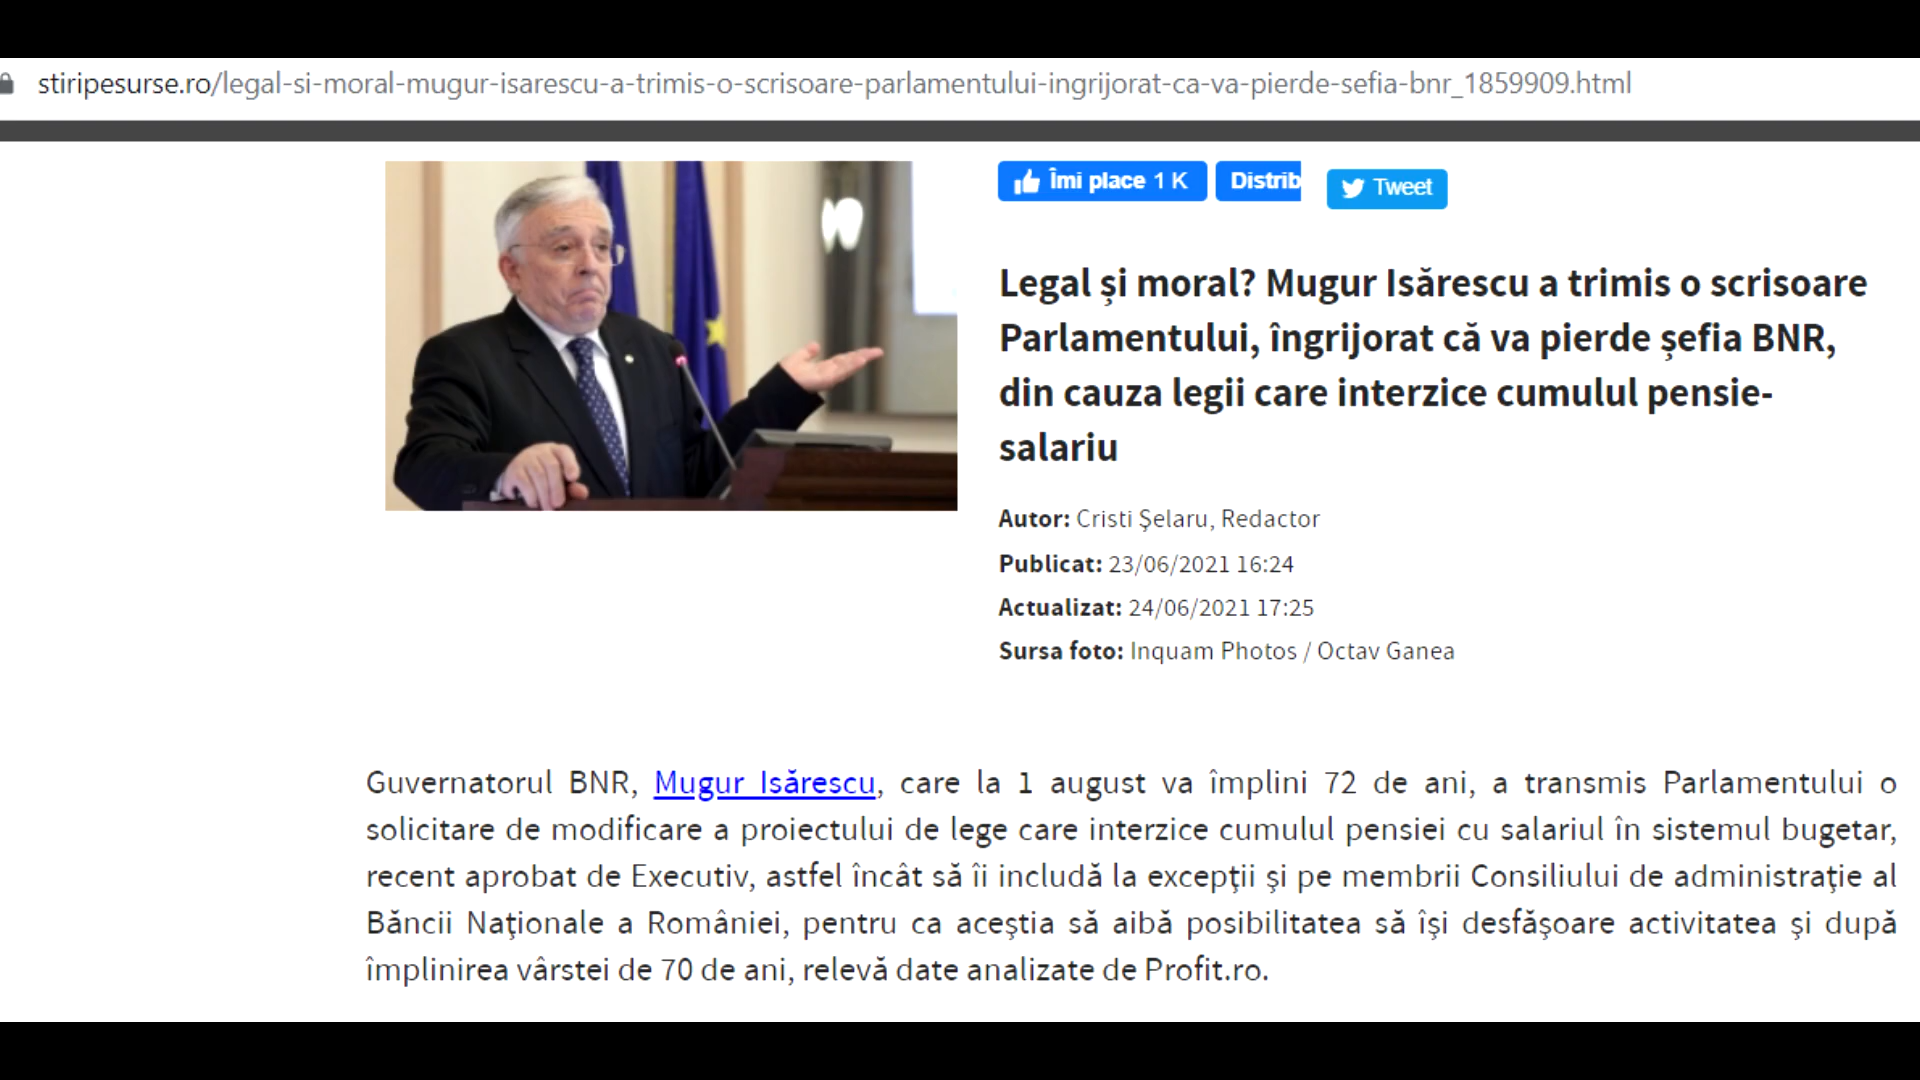 stiripesurse.ro/legal-si-moral-mugur-isarescu-a-trimis-o-scrisoare-parlamentului-ingrijorat-ca-va-pierde-sefia-bnr_1859909.html
Îmi place 1 K Distrib Tweet
Legal și moral? Mugur Isărescu a trimis o scrisoare
Parlamentului, îngrijorat că va pierde șefia BNR,
din cauza legii care interzice cumulul pensie-
salariu
Autor: Cristi Şelaru, Redactor
Publicat: 23/06/2021 16:24
Actualizat: 24/06/2021 17:25
Sursa foto: Inquam Photos / Octav Ganea
Guvernatorul BNR, Mugur Isărescu, care la 1 august va împlini 72 de ani, a transmis Parlamentului o
solicitare de modificare a proiectului de lege care interzice cumulul pensiei cu salariul în sistemul bugetar,
recent aprobat de Executiv, astfel încât să îi includă la excepţii şi pe membrii Consiliului de administraţie al
Băncii Naţionale a României, pentru ca aceştia să aibă posibilitatea să îşi desfăşoare activitatea şi după
împlinirea vârstei de 70 de ani, relevă date analizate de Profit.ro.